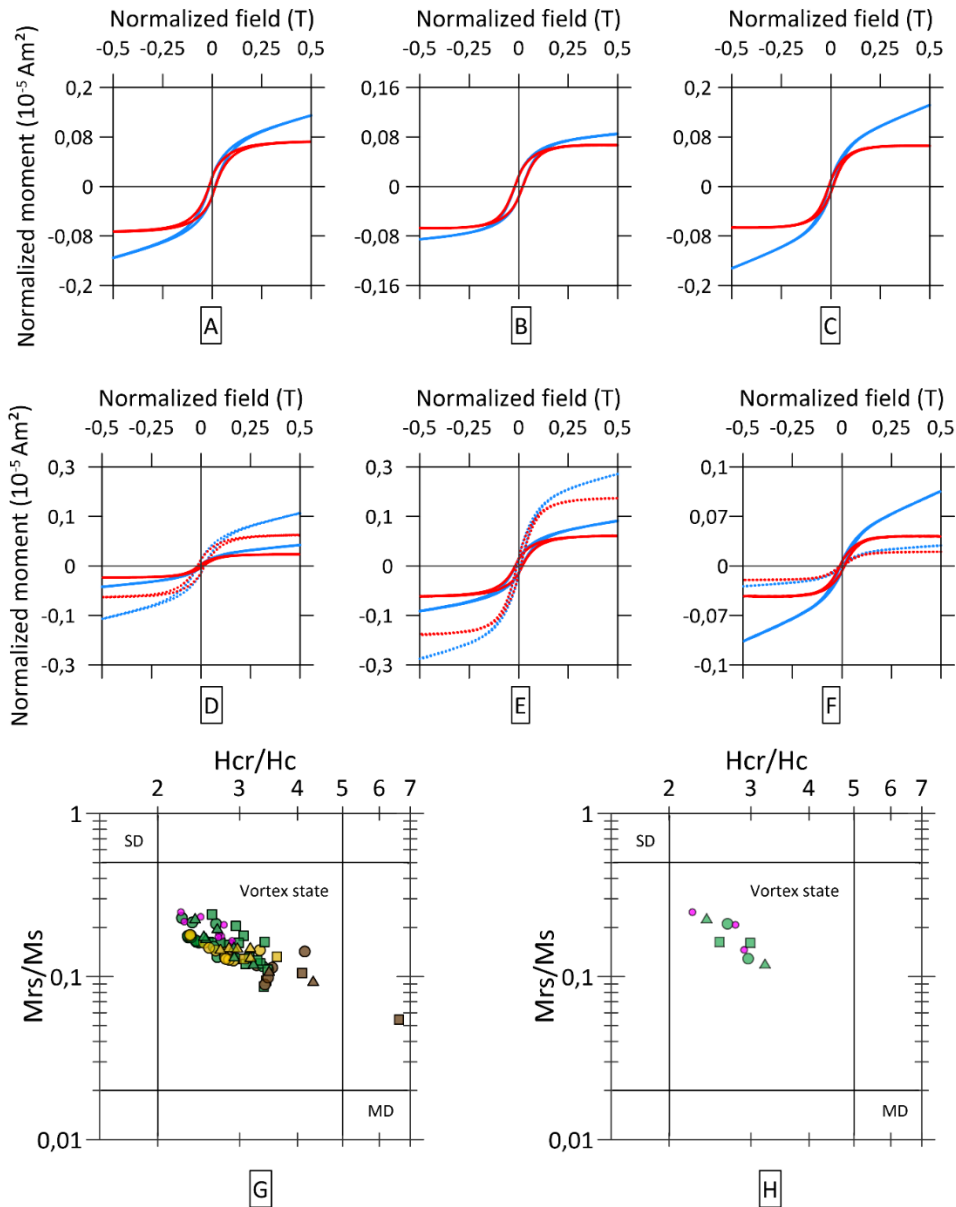 Normalized field (T) Normalized field (T) Normalized field (T)
-0,5 0 0,5 -0,5 0 0,5 -0,5 0 0,5
-0,25 0,25 -0,25 0,25 -0,25 0,25
Normalized moment (10⁻⁵ Am²)
0,2 0,16 0,2
0,08 0,08 0,08
0 0 0
-0,08 -0,08 -0,08
-0,2 -0,16 -0,2
A B C
Normalized field (T) Normalized field (T) Normalized field (T)
-0,5 0 0,5 -0,5 0 0,5 -0,5 0 0,5
-0,25 0,25 -0,25 0,25 -0,25 0,25
Normalized moment (10⁻⁵ Am²)
0,3 0,3 0,1
0,1 0,1 0,07
0 0 0
-0,1 -0,1 -0,07
-0,3 -0,3 -0,1
D E F
Hcr/Hc Hcr/Hc
2 3 4 5 6 7 2 3 4 5 6 7
1 1
SD SD
Vortex state Vortex state
Mrs/Ms Mrs/Ms
0,1 0,1
MD MD
0,01 0,01
G H